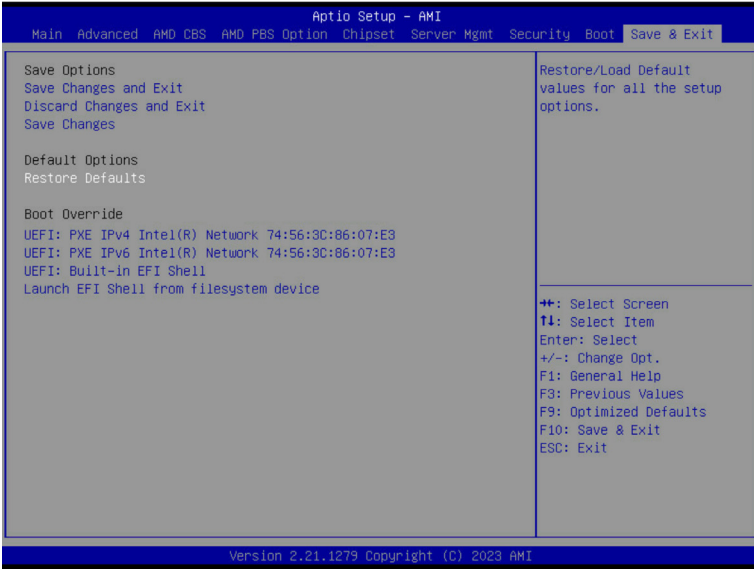 Aptio Setup – AMI
Main Advanced AMD CBS AMD PBS Option Chipset Server Mgmt Security Boot Save & Exit
Save Options
Save Changes and Exit
Discard Changes and Exit
Save Changes
Default Options
Restore Defaults
Boot Override
UEFI: PXE IPv4 Intel(R) Network 74:56:3C:86:07:E3
UEFI: PXE IPv6 Intel(R) Network 74:56:3C:86:07:E3
UEFI: Built-in EFI Shell
Launch EFI Shell from filesystem device
Restore/Load Default
values for all the setup
options.
→←: Select Screen
↑↓: Select Item
Enter: Select
+/-: Change Opt.
F1: General Help
F3: Previous Values
F9: Optimized Defaults
F10: Save & Exit
ESC: Exit
Version 2.21.1279 Copyright (C) 2023 AMI